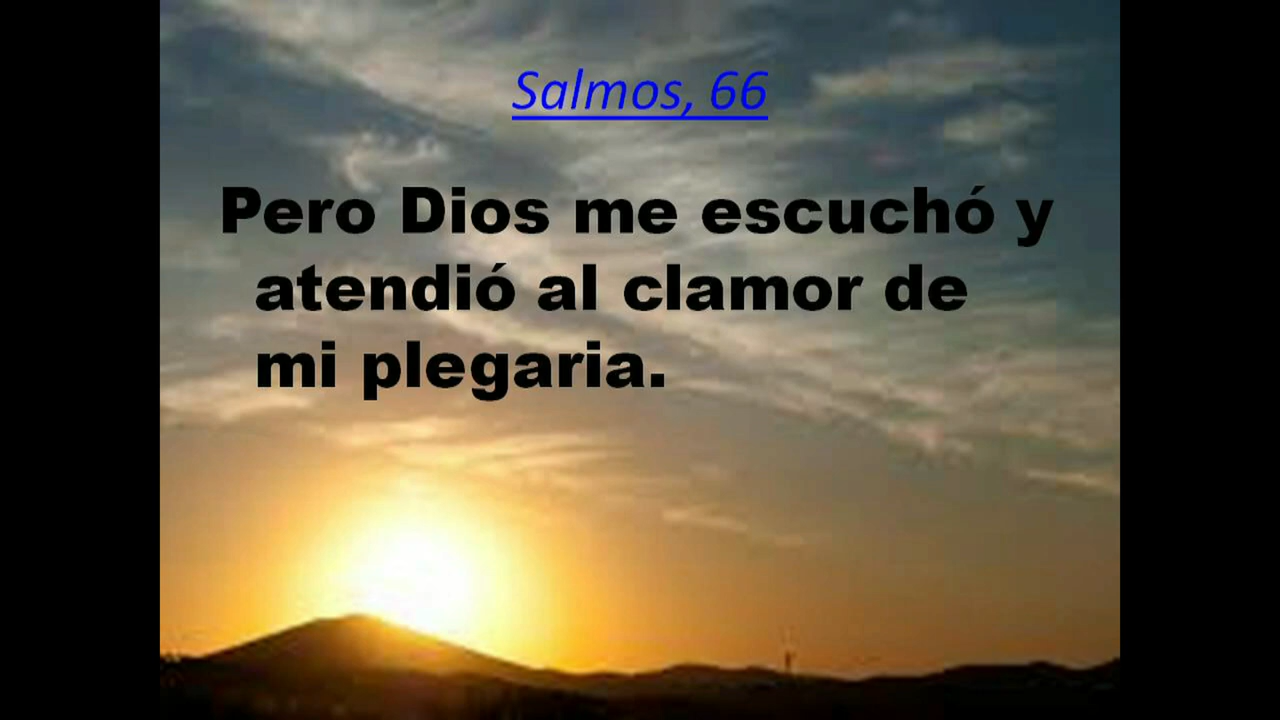 Salmos, 66
Pero Dios me escuchó y
atendió al clamor de
mi plegaria.